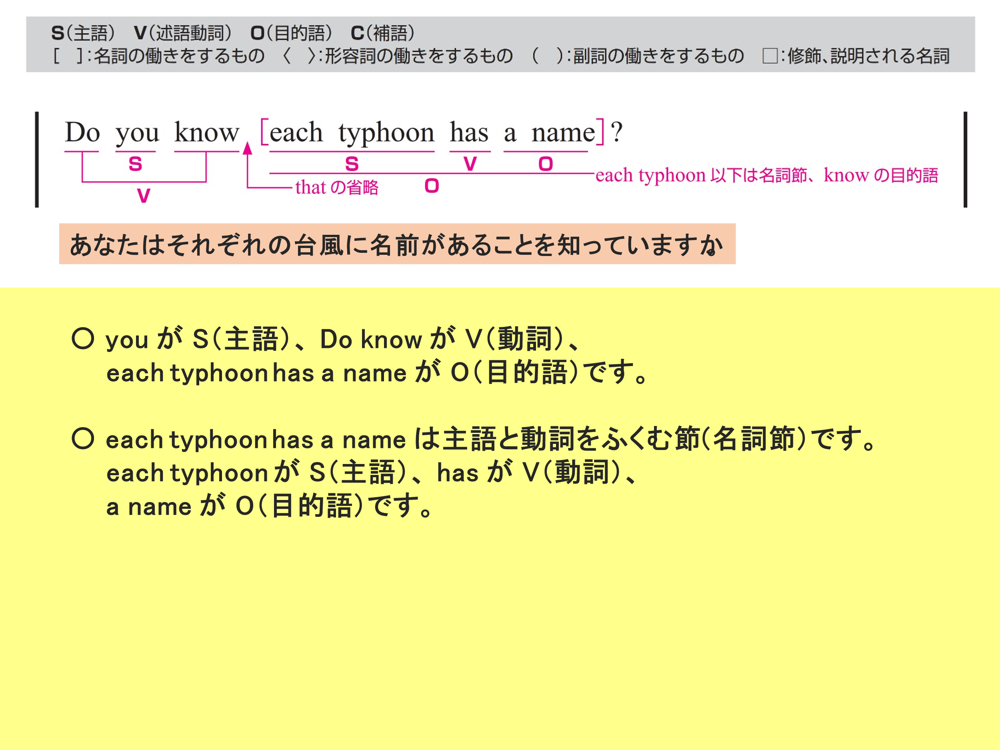 S（主語） V（述語動詞） O（目的語） C（補語）
[ ]：名詞の働きをするもの 〈 〉：形容詞の働きをするもの （ ）：副詞の働きをするもの □：修飾、説明される名詞
Do you know [each typhoon has a name]?
S S V O
each typhoon 以下は名詞節、know の目的語
that の省略 O
V
あなたはそれぞれの台風に名前があることを知っていますか。
○ you が S（主語）、Do know が V（動詞）、
each typhoon has a name が O（目的語）です。
○ each typhoon has a name は主語と動詞をふくむ節（名詞節）です。
each typhoon が S（主語）、has が V（動詞）、
a name が O（目的語）です。